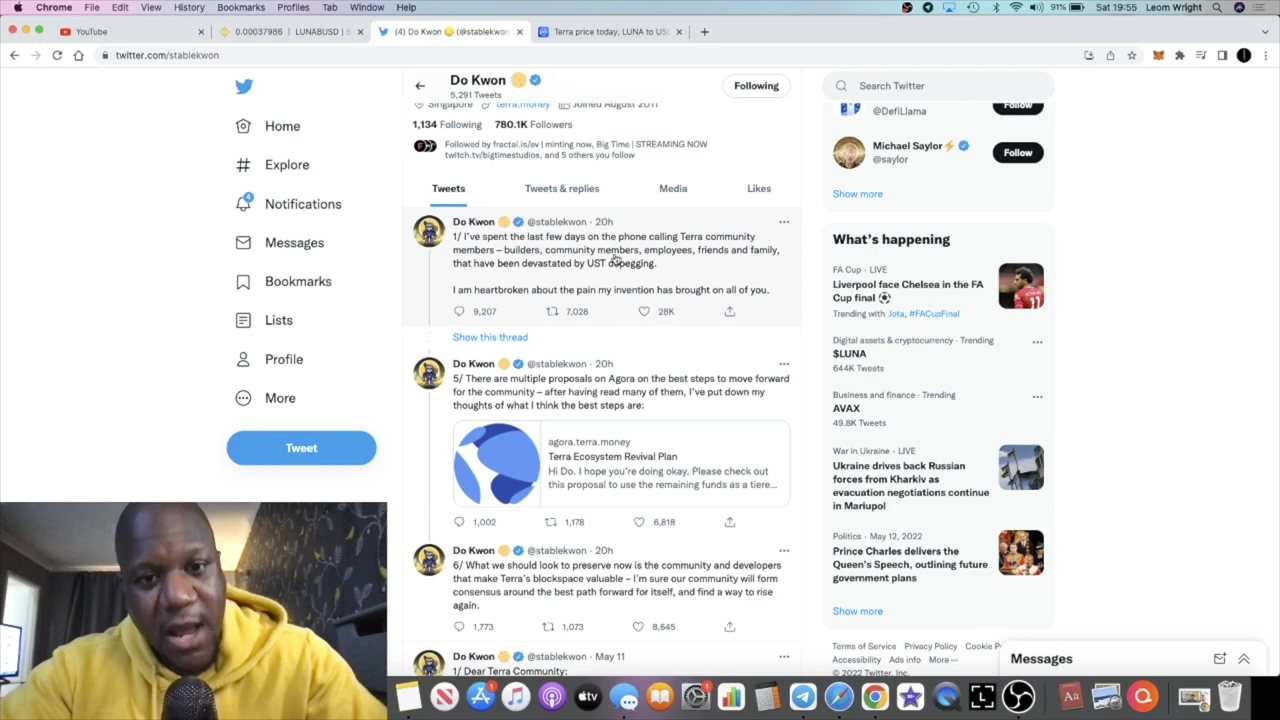 Chrome File Edit View History Bookmarks Profiles Tab Window Help 91% Sat 19:55 Leom Wright
YouTube
0.00037986 | LUNABUSD | B
(4) Do Kwon (@stablekwon
Terra price today, LUNA to US
twitter.com/stablekwon
Home
Explore
4
Notifications
Messages
Bookmarks
Lists
Profile
More
Tweet
Do Kwon
5,291 Tweets
Following
Singapore terra.money Joined August 2011
1,134 Following 780.1K Followers
Followed by fractal.is/ev | minting now, Big Time | STREAMING NOW
twitch.tv/bigtimestudios, and 5 others you follow
Tweets Tweets & replies Media Likes
Do Kwon @stablekwon · 20h
1/ I've spent the last few days on the phone calling Terra community
members – builders, community members, employees, friends and family,
that have been devastated by UST depegging.
I am heartbroken about the pain my invention has brought on all of you.
9,207 7,028 28K
Show this thread
Do Kwon @stablekwon · 20h
5/ There are multiple proposals on Agora on the best steps to move forward
for the community – after having read many of them, I've put down my
thoughts of what I think the best steps are:
agora.terra.money
Terra Ecosystem Revival Plan
Hi Do. I hope you're doing okay. Please check out
this proposal to use the remaining funds as a tiere...
1,002 1,178 6,818
Do Kwon @stablekwon · 20h
6/ What we should look to preserve now is the community and developers
that make Terra's blockspace valuable – I'm sure our community will form
consensus around the best path forward for itself, and find a way to rise
again.
1,773 1,073 8,645
Do Kwon @stablekwon · May 11
1/ Dear Terra Community:
Search Twitter
@DefiLlama
Follow
Michael Saylor
@saylor
Follow
Show more
What's happening
FA Cup · LIVE
Liverpool face Chelsea in the FA
Cup final
Trending with Jota, #FACupFinal
Digital assets & cryptocurrency · Trending
$LUNA
644K Tweets
Business and finance · Trending
AVAX
49.8K Tweets
War in Ukraine · LIVE
Ukraine drives back Russian
forces from Kharkiv as
evacuation negotiations continue
in Mariupol
Politics · May 12, 2022
Prince Charles delivers the
Queen's Speech, outlining future
government plans
Show more
Terms of Service Privacy Policy Cookie P
Accessibility Ads info More ···
© 2022 Twitter, Inc.
Messages
tv
Aa